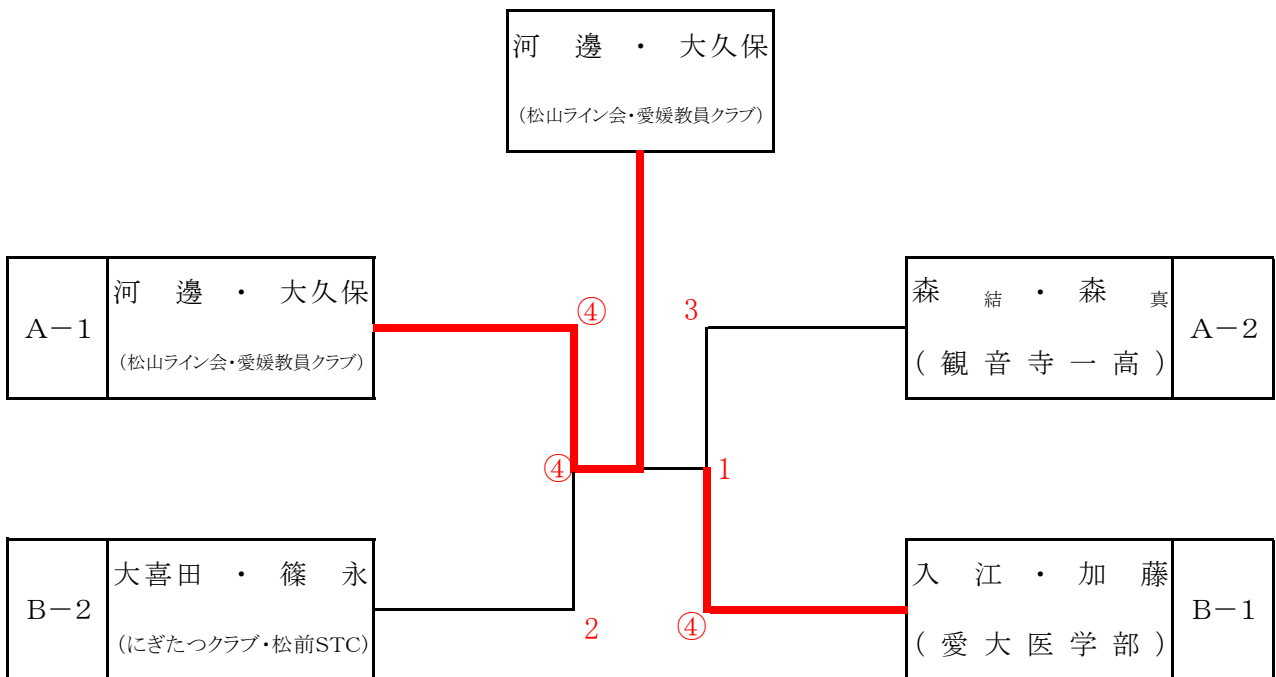 河邊・大久保
(松山ライン会・愛媛教員クラブ)
A-1
河邊・大久保
(松山ライン会・愛媛教員クラブ)
④
3
森結・森真
(観音寺一高)
A-2
④
1
B-2
大喜田・篠永
(にぎたつクラブ・松前STC)
2
④
入江・加藤
(愛大医学部)
B-1